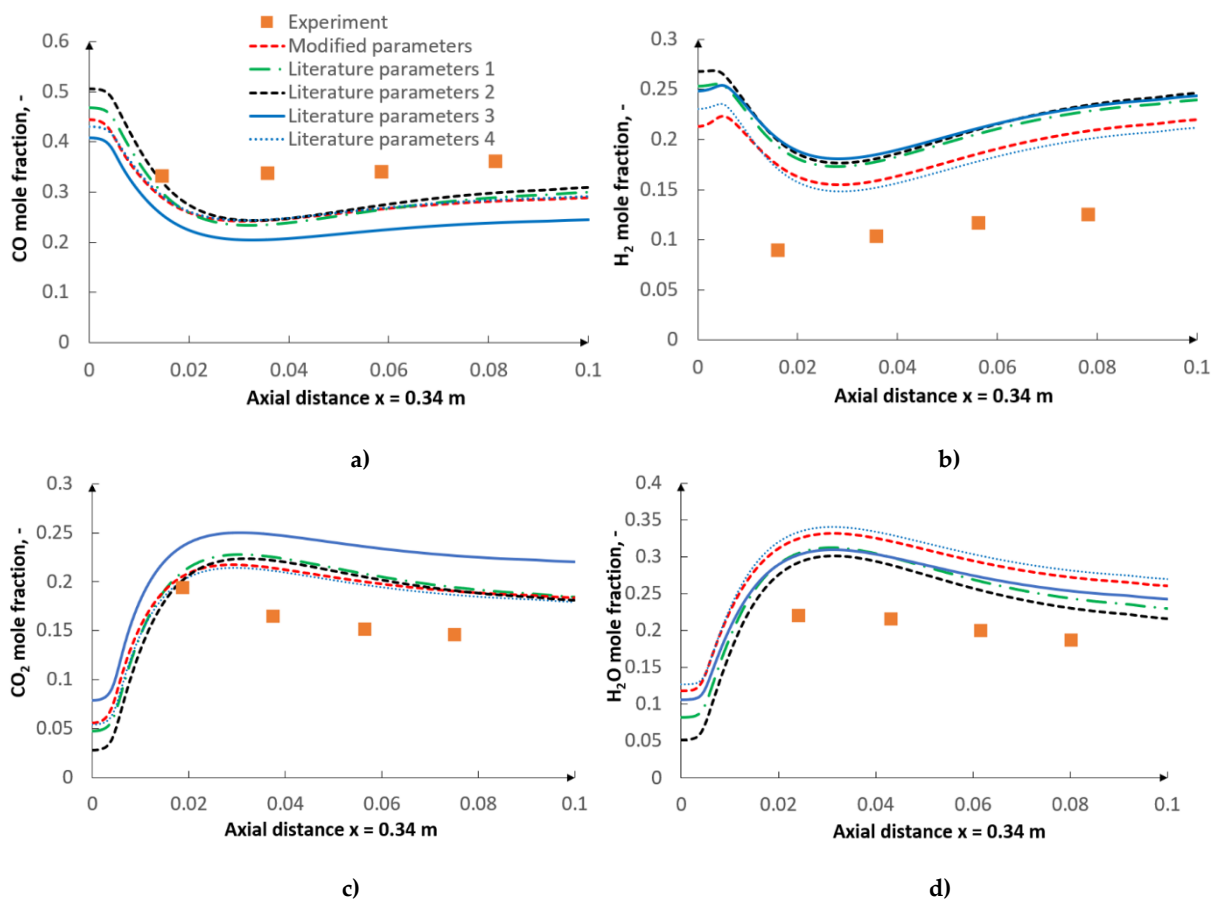 Experiment
Modified parameters
Literature parameters 1
Literature parameters 2
Literature parameters 3
Literature parameters 4
CO mole fraction, -
0.6
0.5
0.4
0.3
0.2
0.1
0
0 0.02 0.04 0.06 0.08 0.1
Axial distance x = 0.34 m
a)
H2 mole fraction, -
0.3
0.25
0.2
0.15
0.1
0.05
0
0 0.02 0.04 0.06 0.08 0.1
Axial distance x = 0.34 m
b)
CO2 mole fraction, -
0.3
0.25
0.2
0.15
0.1
0.05
0
0 0.02 0.04 0.06 0.08 0.1
Axial distance x = 0.34 m
c)
H2O mole fraction, -
0.4
0.35
0.3
0.25
0.2
0.15
0.1
0.05
0
0 0.02 0.04 0.06 0.08 0.1
Axial distance x = 0.34 m
d)